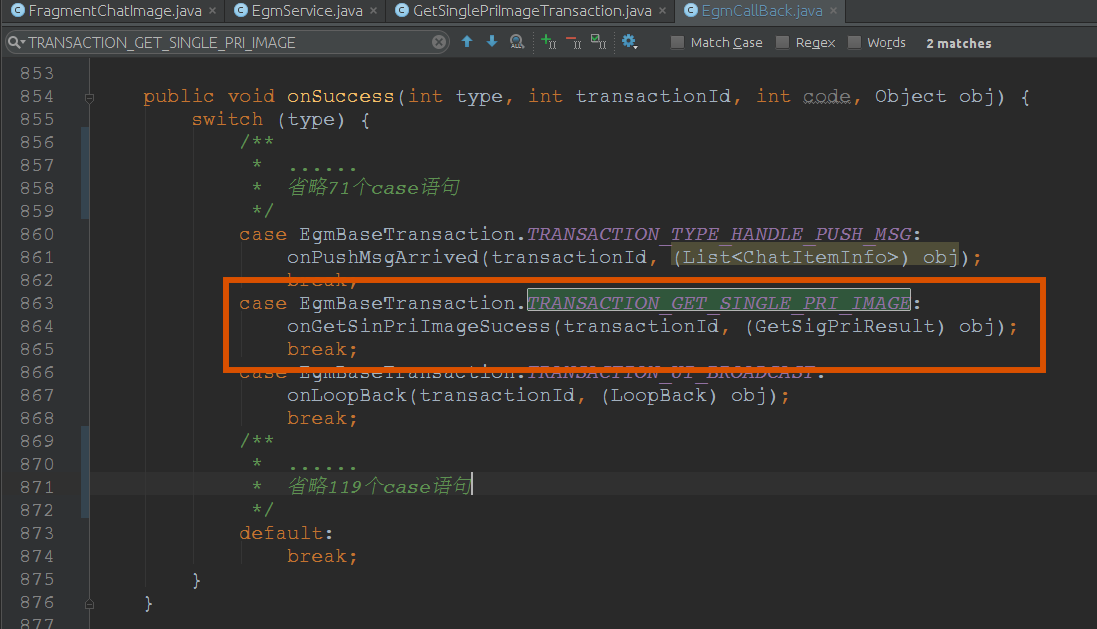 FragmentChatImage.java × EgmService.java × GetSinglePriImageTransaction.java × EgmCallBack.java ×
TRANSACTION_GET_SINGLE_PRI_IMAGE Match Case Regex Words 2 matches
853
854 public void onSuccess(int type, int transactionId, int code, Object obj) {
855 switch (type) {
856 /**
857 * ......
858 * 省略71个case语句
859 */
860 case EgmBaseTransaction.TRANSACTION_TYPE_HANDLE_PUSH_MSG:
861 onPushMsgArrived(transactionId, (List<ChatItemInfo>) obj);
862 break;
863 case EgmBaseTransaction.TRANSACTION_GET_SINGLE_PRI_IMAGE:
864 onGetSinPriImageSucess(transactionId, (GetSigPriResult) obj);
865 break;
866 case EgmBaseTransaction.TRANSACTION_UI_BROADCAST:
867 onLoopBack(transactionId, (LoopBack) obj);
868 break;
869 /**
870 * ......
871 * 省略119个case语句
872 */
873 default:
874 break;
875 }
876 }
877